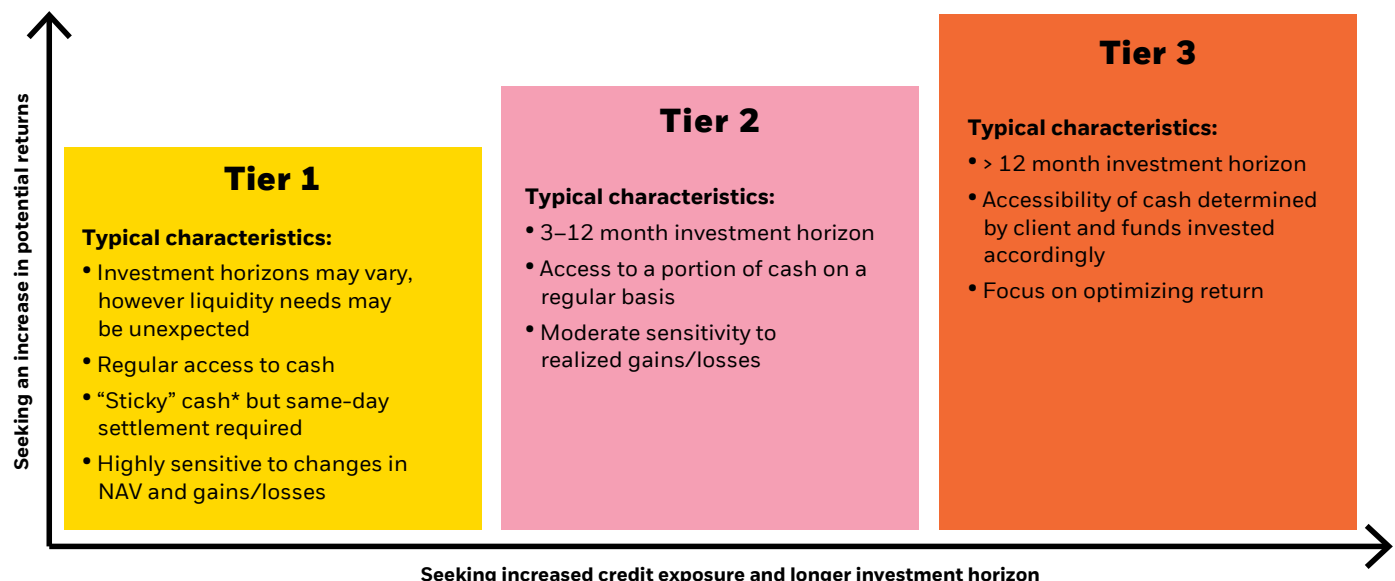 Seeking an increase in potential returns
Tier 1
Typical characteristics:
• Investment horizons may vary,
however liquidity needs may
be unexpected
• Regular access to cash
• “Sticky” cash* but same-day
settlement required
• Highly sensitive to changes in
NAV and gains/losses
Tier 2
Typical characteristics:
• 3–12 month investment horizon
• Access to a portion of cash on a
regular basis
• Moderate sensitivity to
realized gains/losses
Tier 3
Typical characteristics:
• > 12 month investment horizon
• Accessibility of cash determined
by client and funds invested
accordingly
• Focus on optimizing return
Seeking increased credit exposure and longer investment horizon